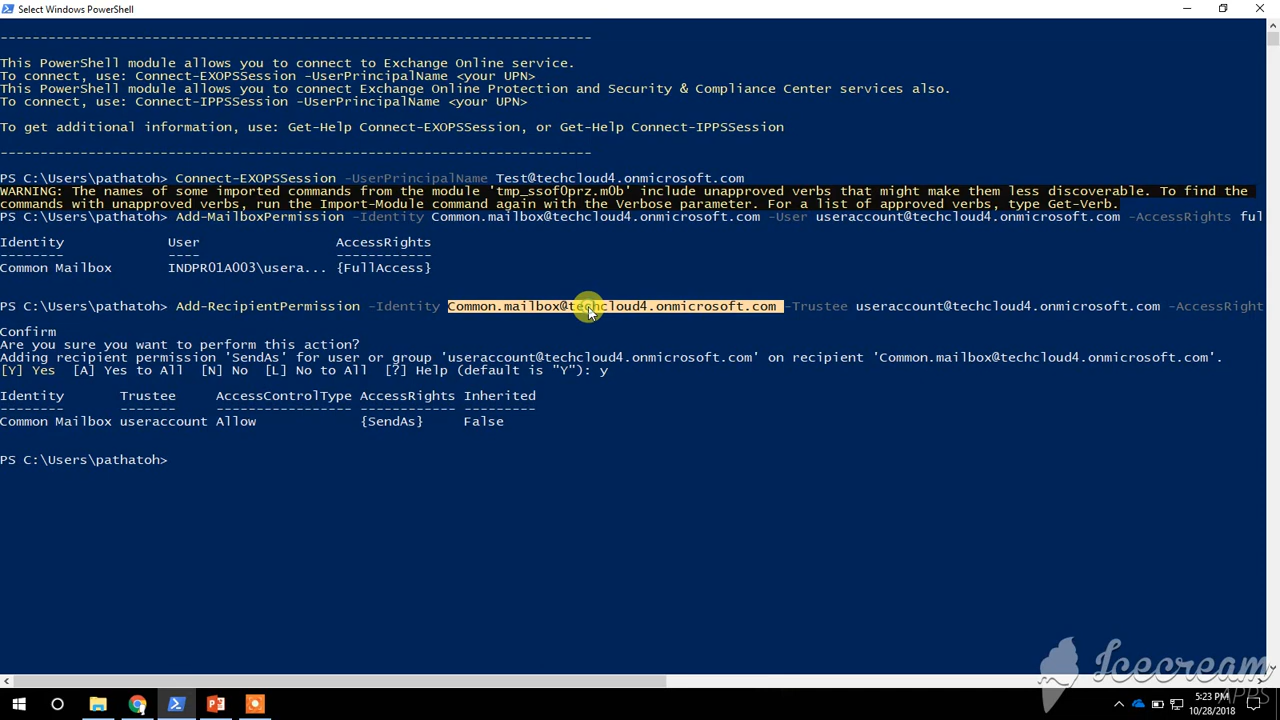 Select Windows PowerShell
----------------------------------------------------------------------------
This PowerShell module allows you to connect to Exchange Online service.
To connect, use: Connect-EXOPSSession -UserPrincipalName <your UPN>
This PowerShell module allows you to connect Exchange Online Protection and Security & Compliance Center services also.
To connect, use: Connect-IPPSSession -UserPrincipalName <your UPN>
To get additional information, use: Get-Help Connect-EXOPSSession, or Get-Help Connect-IPPSSession
----------------------------------------------------------------------------
PS C:\Users\pathatoh> Connect-EXOPSSession -UserPrincipalName Test@techcloud4.onmicrosoft.com
WARNING: The names of some imported commands from the module 'tmp_ssof0prz.m0b' include unapproved verbs that might make them less discoverable. To find the
commands with unapproved verbs, run the Import-Module command again with the Verbose parameter. For a list of approved verbs, type Get-Verb.
PS C:\Users\pathatoh> Add-MailboxPermission -Identity Common.mailbox@techcloud4.onmicrosoft.com -User useraccount@techcloud4.onmicrosoft.com -AccessRights ful
Identity User AccessRights
-------- ---- ------------
Common Mailbox INDPR01A003\usera... {FullAccess}
PS C:\Users\pathatoh> Add-RecipientPermission -Identity Common.mailbox@techcloud4.onmicrosoft.com -Trustee useraccount@techcloud4.onmicrosoft.com -AccessRight
Confirm
Are you sure you want to perform this action?
Adding recipient permission 'SendAs' for user or group 'useraccount@techcloud4.onmicrosoft.com' on recipient 'Common.mailbox@techcloud4.onmicrosoft.com'.
[Y] Yes [A] Yes to All [N] No [L] No to All [?] Help (default is "Y"): y
Identity Trustee AccessControlType AccessRights Inherited
-------- ------- ----------------- ------------ ---------
Common Mailbox useraccount Allow {SendAs} False
PS C:\Users\pathatoh>
Icecream
APPS
5:23 PM
10/28/2018